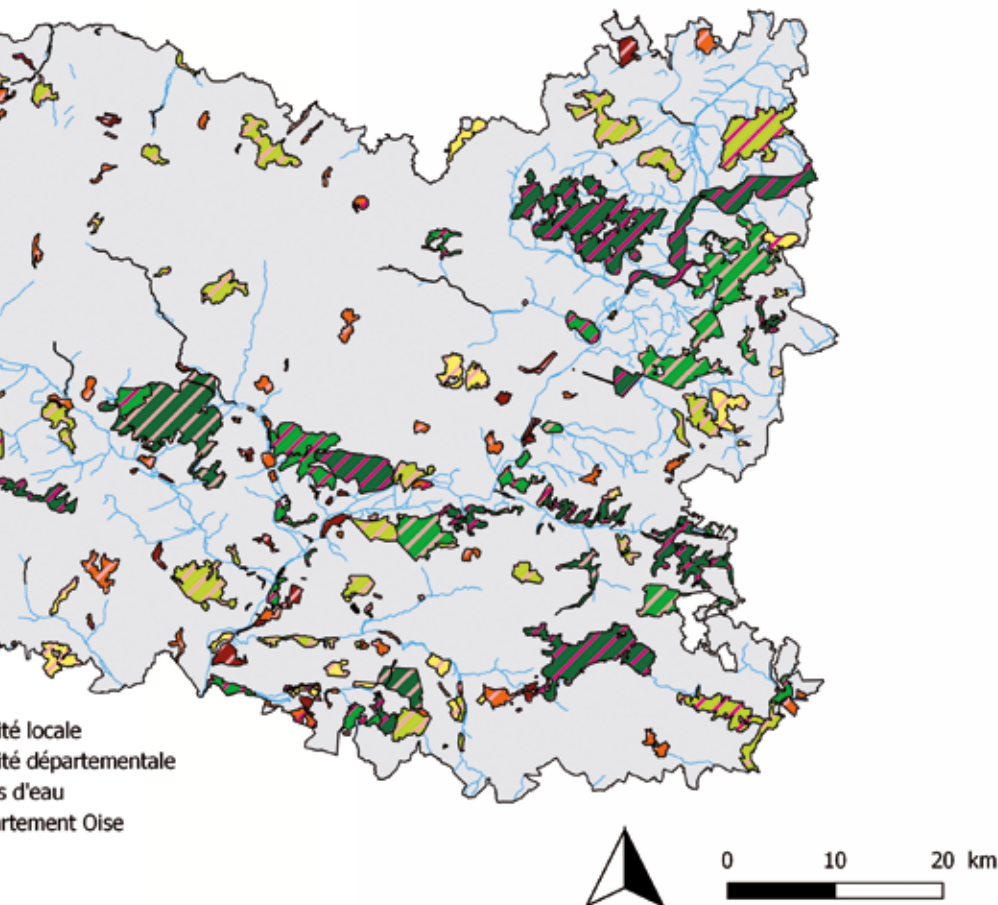 ité locale
ité départementale
s d'eau
artement Oise
0 10 20 km